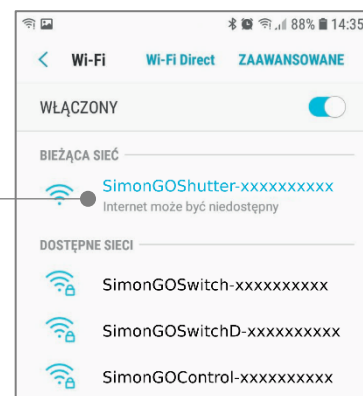 88% 14:35
Wi-Fi Wi-Fi Direct ZAAWANSOWANE
WŁĄCZONY
BIEŻĄCA SIEĆ
SimonGOShutter-xxxxxxxxxx
Internet może być niedostępny
DOSTĘPNE SIECI
SimonGOSwitch-xxxxxxxxxx
SimonGOSwitchD-xxxxxxxxxx
SimonGOControl-xxxxxxxxxx